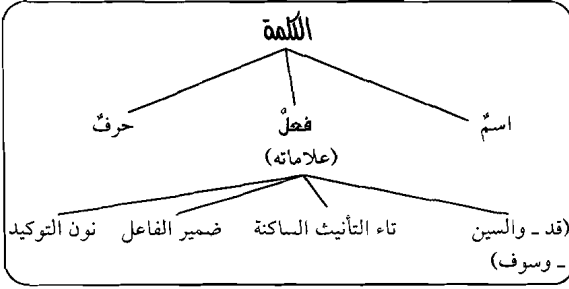 الكلمة
اسمٌ فعلٌ حرفٌ
(علاماته)
(قد ـ والسين تاء التأنيث الساكنة ضمير الفاعل نون التوكيد
ـ وسوف)